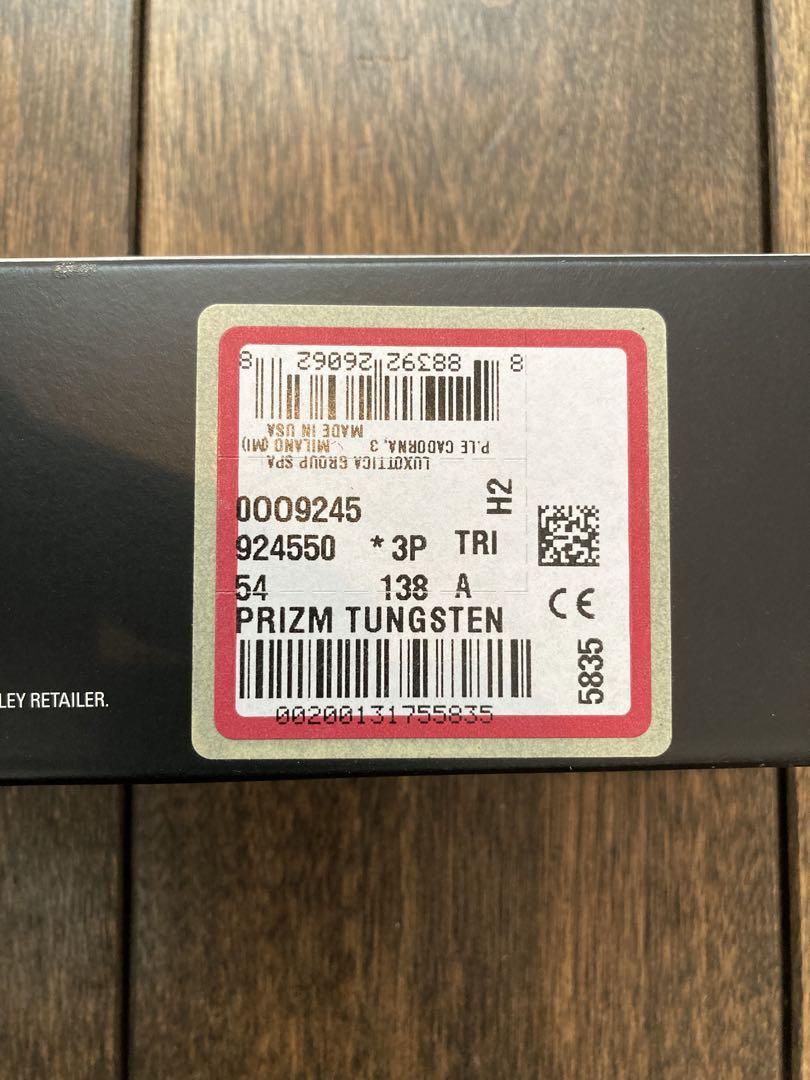 LUXOTTICA GROUP SPA
P.LE CADORNA, 3 MILANO (MI)
MADE IN USA
8 88392 26062 8
H2
0OO9245
924550 *3P TRI
54 138 A
PRIZM TUNGSTEN
00200131755835
CE
5835
LEY RETAILER.